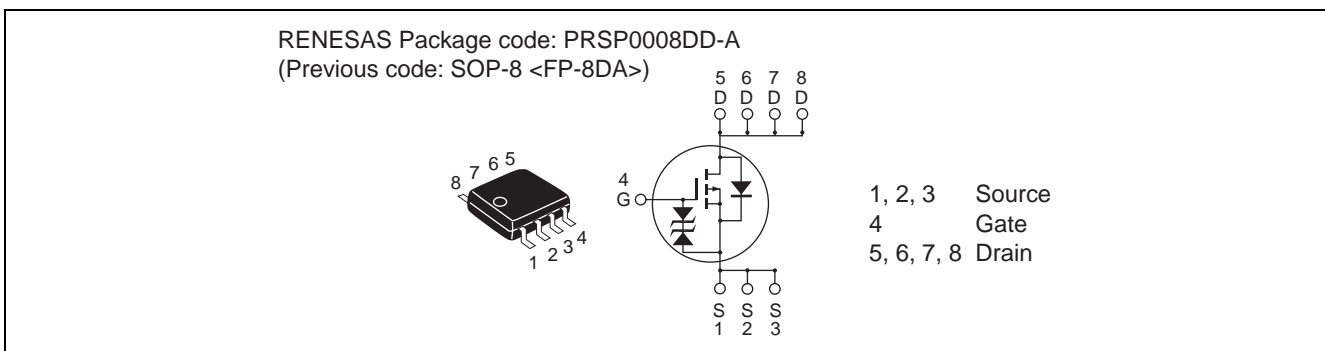 RENESAS Package code: PRSP0008DD-A
(Previous code: SOP-8 <FP-8DA>)
5 6 7 8
D D D D
8 7 6 5
1 2 3 4
4
G
S S S
1 2 3
1, 2, 3 Source
4 Gate
5, 6, 7, 8 Drain